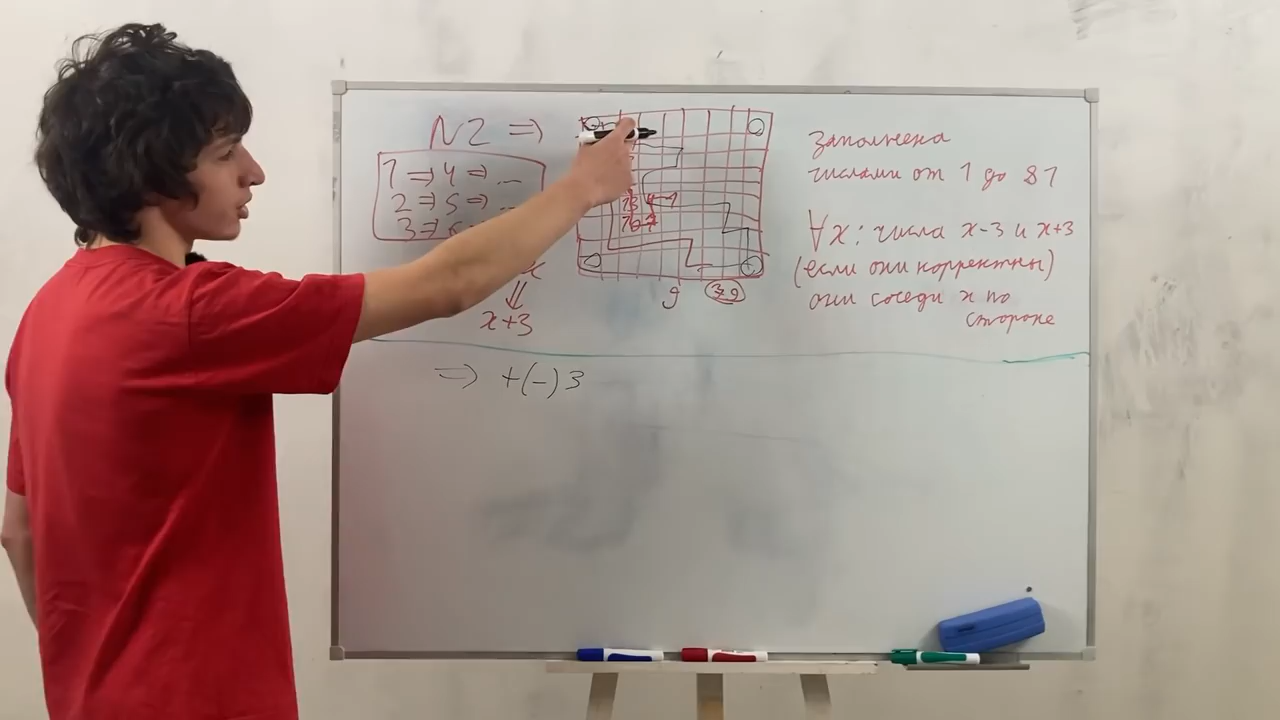 N2 ⇒
1 ⇒ 4 ⇒ ...
2 ⇒ 5 ⇒ ...
3 ⇒
x
⇓
x+3
9 39
Заполнена
числами от 1 до 81
∀x: числа x-3 и x+3
(если они корректны)
они соседи x по
стороне
⇒ +(-)3